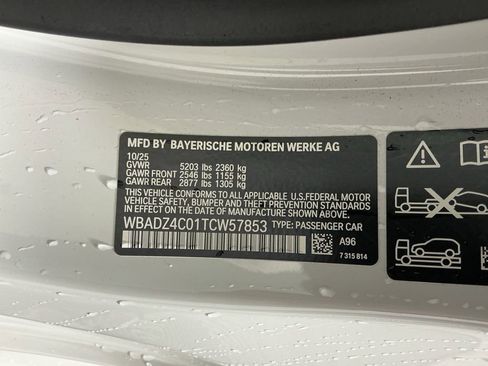 MFD BY BAYERISCHE MOTOREN WERKE AG
10/25
GVWR 5203 lbs 2360 kg
GAWR FRONT 2546 lbs 1155 kg
GAWR REAR 2877 lbs 1305 kg
THIS VEHICLE CONFORMS TO ALL APPLICABLE U.S.FEDERAL MOTOR
VEHICLE SAFETY, BUMPER, AND THEFT PREVENTION STANDARDS
IN EFFECT ON THE DATE OF MANUFACTURE SHOWN ABOVE.
WBADZ4C01TCW57853 TYPE: PASSENGER CAR
A96
7 315 814